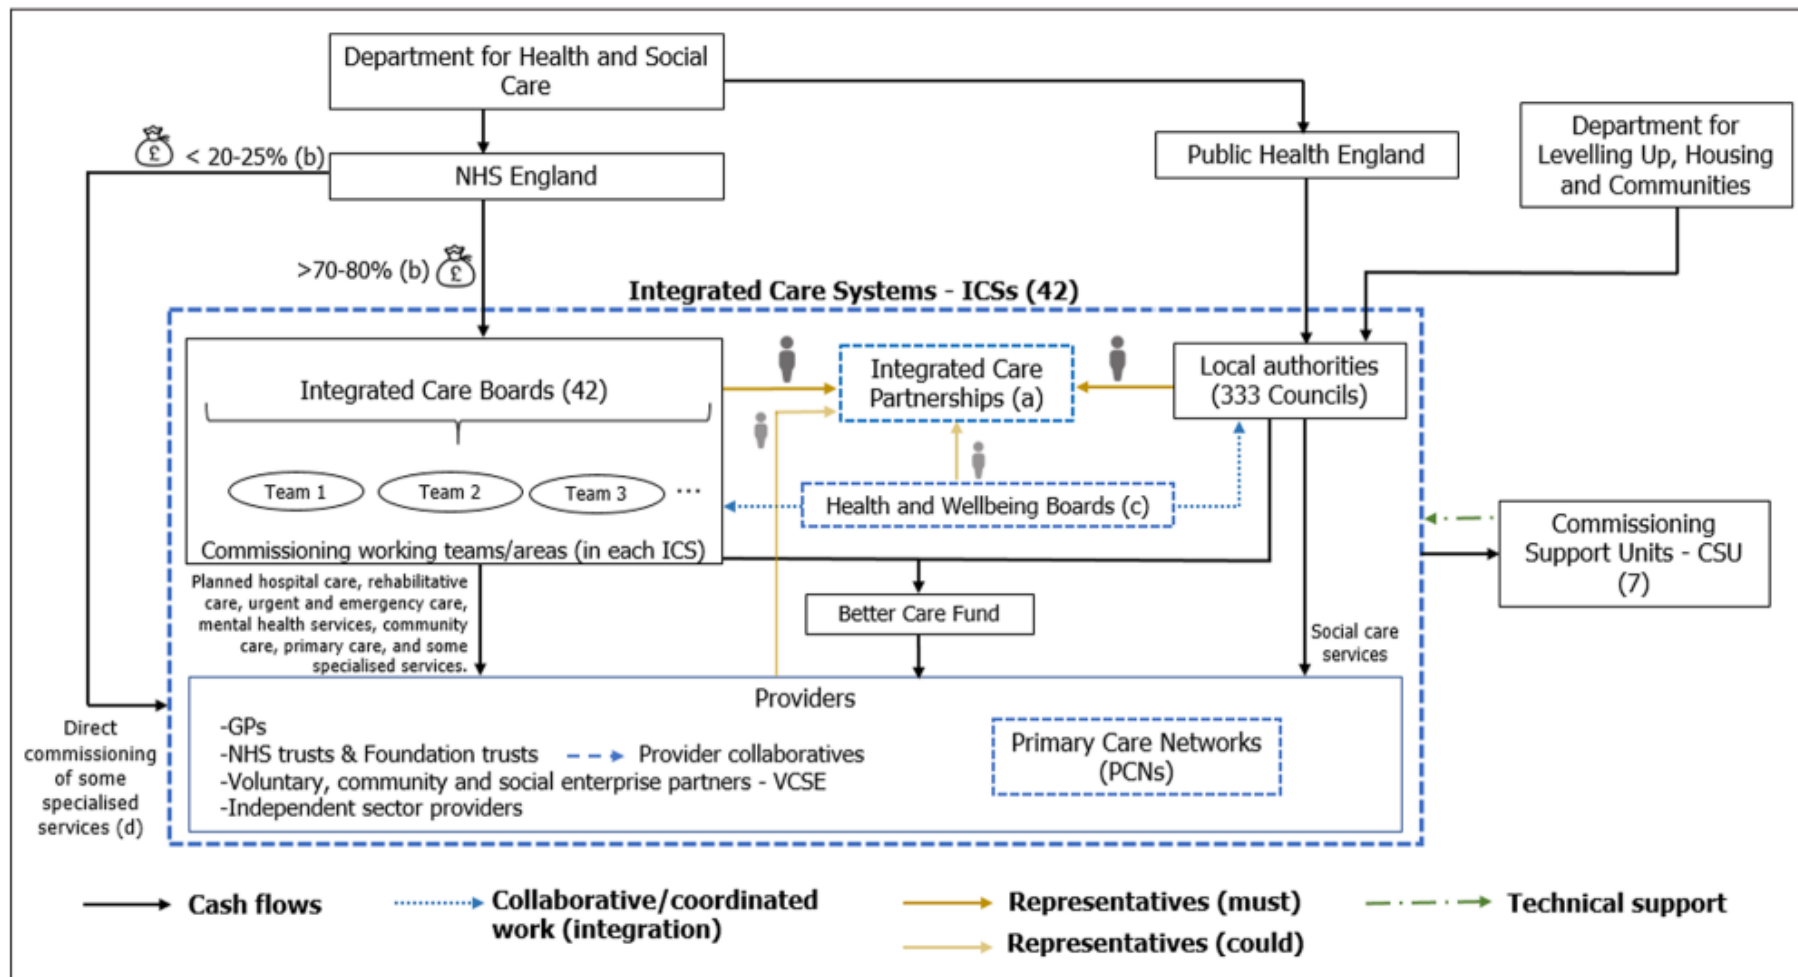 Department for Health and Social
Care
£
< 20-25% (b)
NHS England
Public Health England
Department for
Levelling Up, Housing
and Communities
>70-80% (b)
£
Integrated Care Systems - ICSs (42)
Integrated Care Boards (42)
Integrated Care
Partnerships (a)
Local authorities
(333 Councils)
Team 1
Team 2
Team 3
...
Health and Wellbeing Boards (c)
Commissioning working teams/areas (in each ICS)
Commissioning
Support Units - CSU
(7)
Planned hospital care, rehabilitative
care, urgent and emergency care,
mental health services, community
care, primary care, and some
specialised services.
Better Care Fund
Social care
services
Direct
commissioning
of some
specialised
services (d)
Providers
-GPs
-NHS trusts & Foundation trusts
Provider collaboratives
-Voluntary, community and social enterprise partners - VCSE
-Independent sector providers
Primary Care Networks
(PCNs)
Cash flows
Collaborative/coordinated
work (integration)
Representatives (must)
Representatives (could)
Technical support